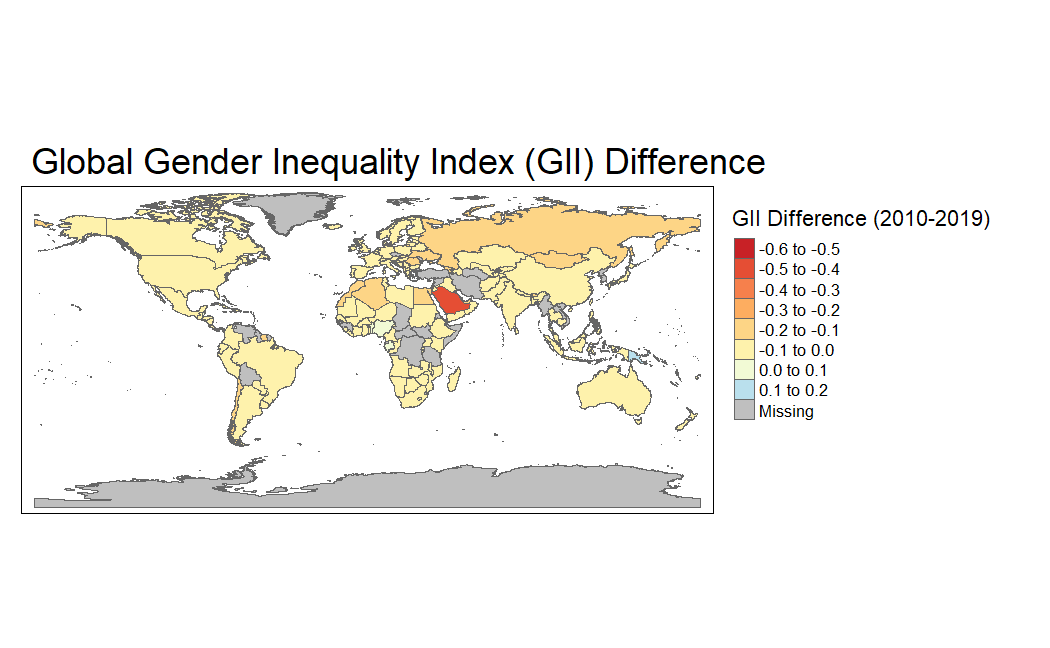 Global Gender Inequality Index (GII) Difference
GII Difference (2010-2019)
-0.6 to -0.5
-0.5 to -0.4
-0.4 to -0.3
-0.3 to -0.2
-0.2 to -0.1
-0.1 to 0.0
0.0 to 0.1
0.1 to 0.2
Missing